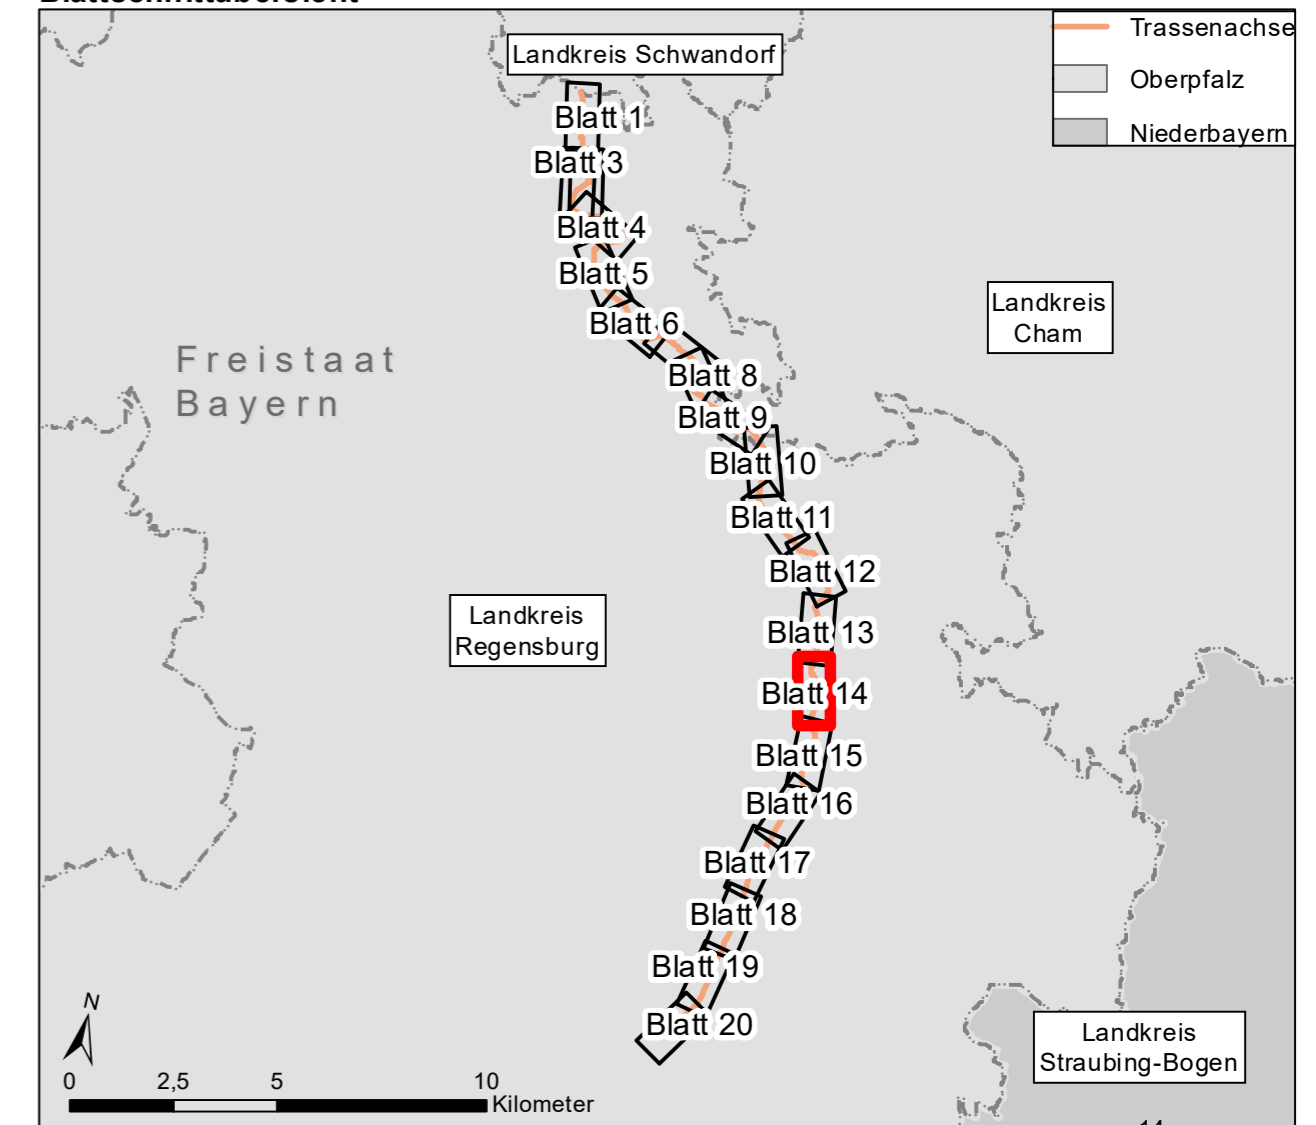 Blattschnittübersicht
Landkreis Schwandorf
Trassenachse
Oberpfalz
Niederbayern
Blatt 1
Blatt 3
Blatt 4
Blatt 5
Blatt 6
Blatt 8
Blatt 9
Blatt 10
Blatt 11
Blatt 12
Blatt 13
Blatt 14
Blatt 15
Blatt 16
Blatt 17
Blatt 18
Blatt 19
Blatt 20
Landkreis
Cham
Freistaat
Bayern
Landkreis
Regensburg
Landkreis
Straubing-Bogen
N
0 2,5 5 10
Kilometer
14